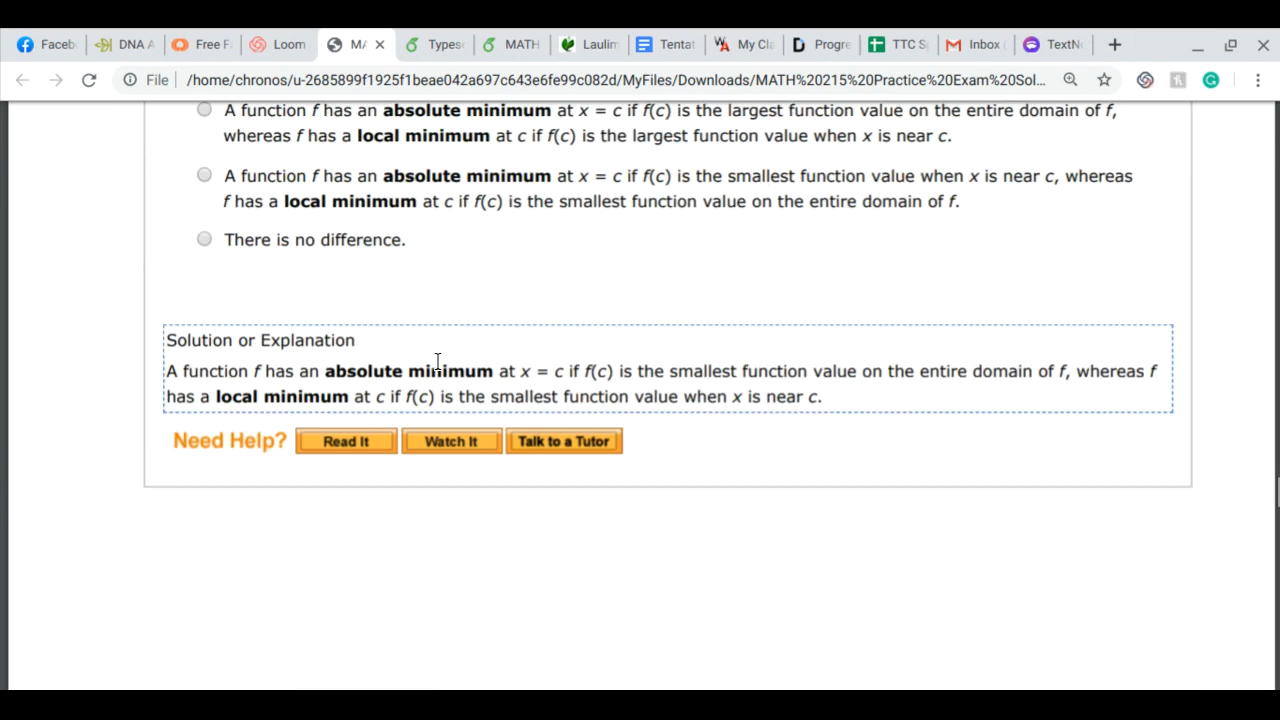 Faceb DNA A Free F Loom MA Types MATH Laulim Tentat My Cla Progre TTC S Inbox ( TextN
File /home/chronos/u-2685899f1925f1beae042a697c643e6fe99c082d/MyFiles/Downloads/MATH%20215%20Practice%20Exam%20Sol...
A function f has an absolute minimum at x = c if f(c) is the largest function value on the entire domain of f,
whereas f has a local minimum at c if f(c) is the largest function value when x is near c.
A function f has an absolute minimum at x = c if f(c) is the smallest function value when x is near c, whereas
f has a local minimum at c if f(c) is the smallest function value on the entire domain of f.
There is no difference.
Solution or Explanation
A function f has an absolute minimum at x = c if f(c) is the smallest function value on the entire domain of f, whereas f
has a local minimum at c if f(c) is the smallest function value when x is near c.
Need Help? Read It Watch It Talk to a Tutor